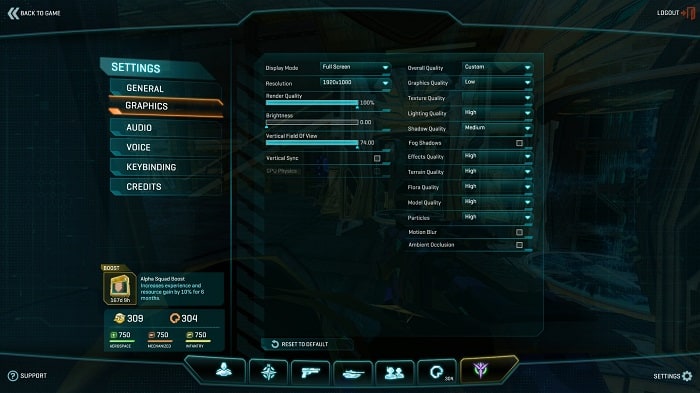 BACK TO GAME
LOGOUT
SETTINGS
GENERAL
GRAPHICS
AUDIO
VOICE
KEYBINDING
CREDITS
Display Mode Full Screen
Resolution 1920x1080
Render Quality
100%
Brightness
0.00
Vertical Field Of View
74.00
Vertical Sync
GPU Physics
Overall Quality Custom
Graphics Quality Low
Texture Quality
Lighting Quality High
Shadow Quality Medium
Fog Shadows
Effects Quality High
Terrain Quality High
Flora Quality High
Model Quality High
Particles High
Motion Blur
Ambient Occlusion
BOOST
Alpha Squad Boost
Increases experience and
resource gain by 10% for 6
months.
167d 9h
309 304
750 750 750
AEROSPACE MECHANIZED INFANTRY
RESET TO DEFAULT
304
SUPPORT
SETTINGS